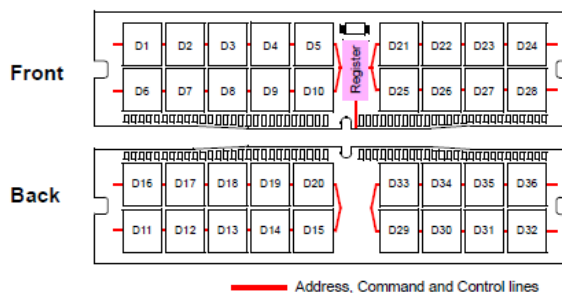 D1 D2 D3 D4 D5 D21 D22 D23 D24
Front
Register
D6 D7 D8 D9 D10 D25 D26 D27 D28
D16 D17 D18 D19 D20 D33 D34 D35 D36
Back
D11 D12 D13 D14 D15 D29 D30 D31 D32
Address, Command and Control lines